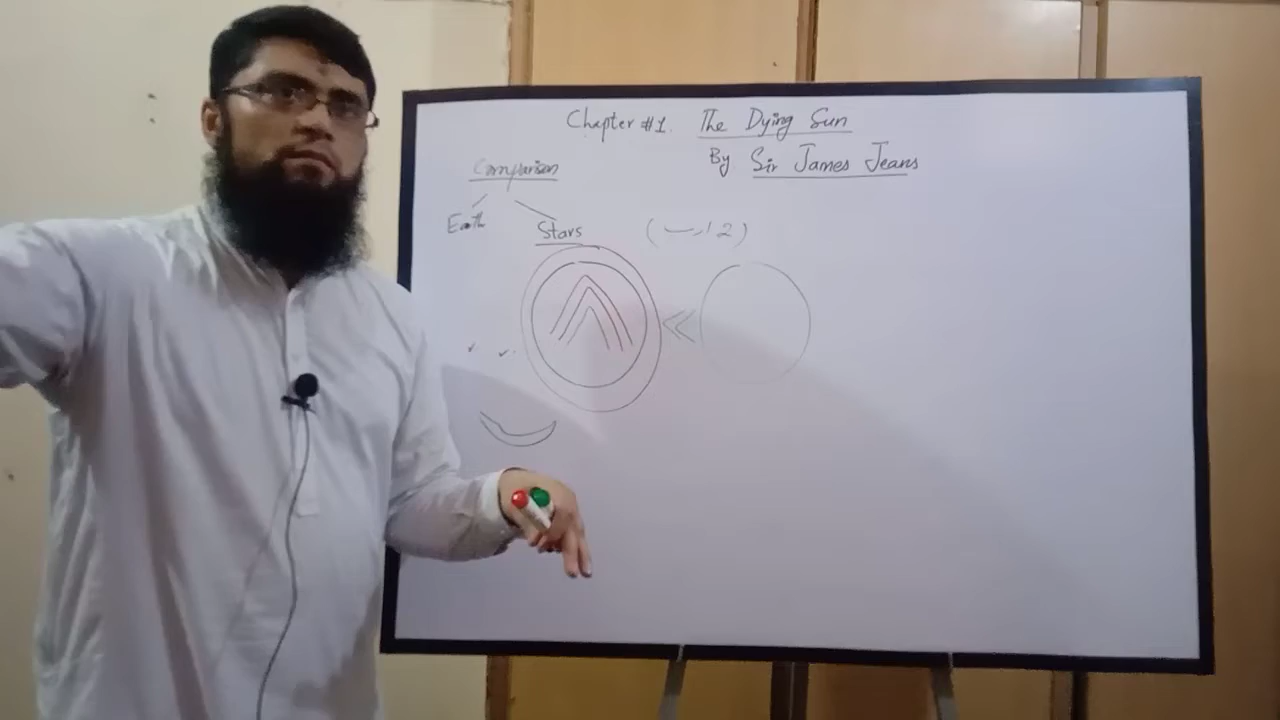 Chapter #1. The Dying Sun
By Sir James Jeans
Comparison
Earth
Stars